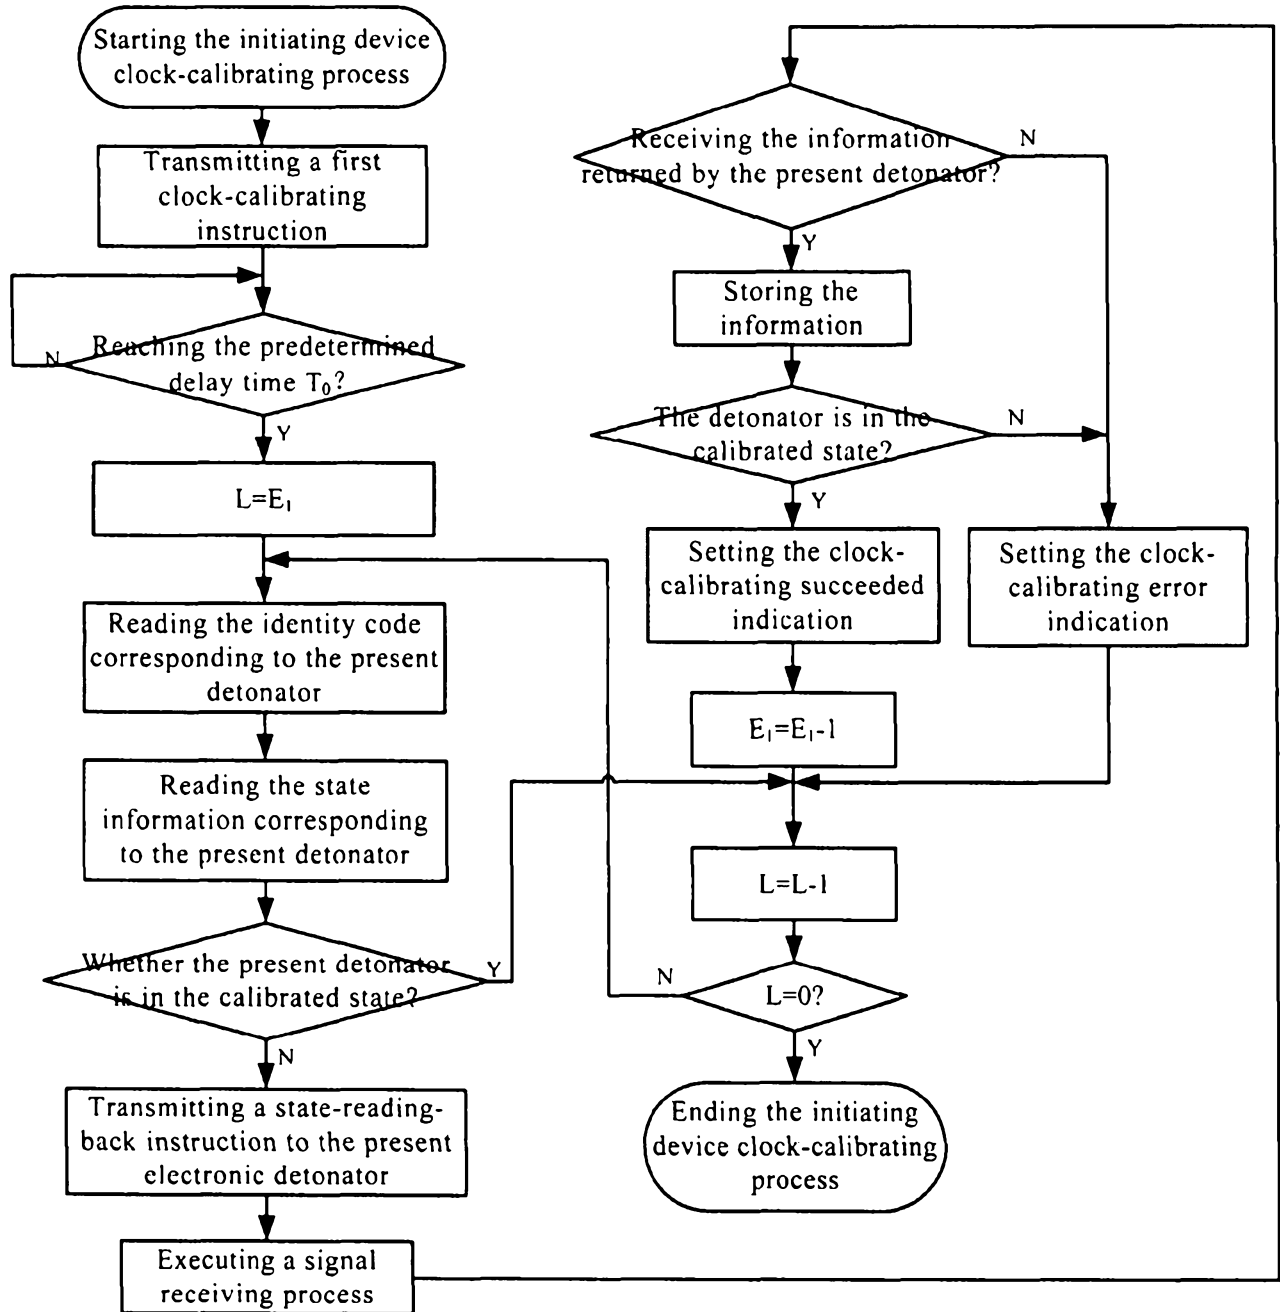 Starting the initiating device
clock-calibrating process
Transmitting a first
clock-calibrating
instruction
N
Reaching the predetermined
delay time T₀?
Y
L=E₁
Reading the identity code
corresponding to the present
detonator
Reading the state
information corresponding
to the present detonator
Whether the present detonator
is in the calibrated state?
Y
N
Transmitting a state-reading-
back instruction to the present
electronic detonator
Executing a signal
receiving process
Receiving the information
returned by the present detonator?
N
Y
Storing the
information
The detonator is in the
calibrated state?
N
Y
Setting the clock-
calibrating succeeded
indication
Setting the clock-
calibrating error
indication
E₁=E₁-1
L=L-1
N
L=0?
Y
Ending the initiating
device clock-calibrating
process